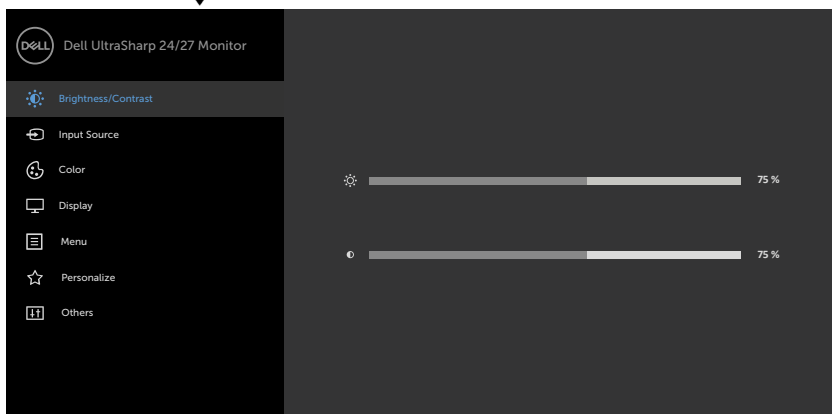 DELL Dell UltraSharp 24/27 Monitor
Brightness/Contrast
Input Source
Color
75 %
Display
Menu
75 %
Personalize
Others